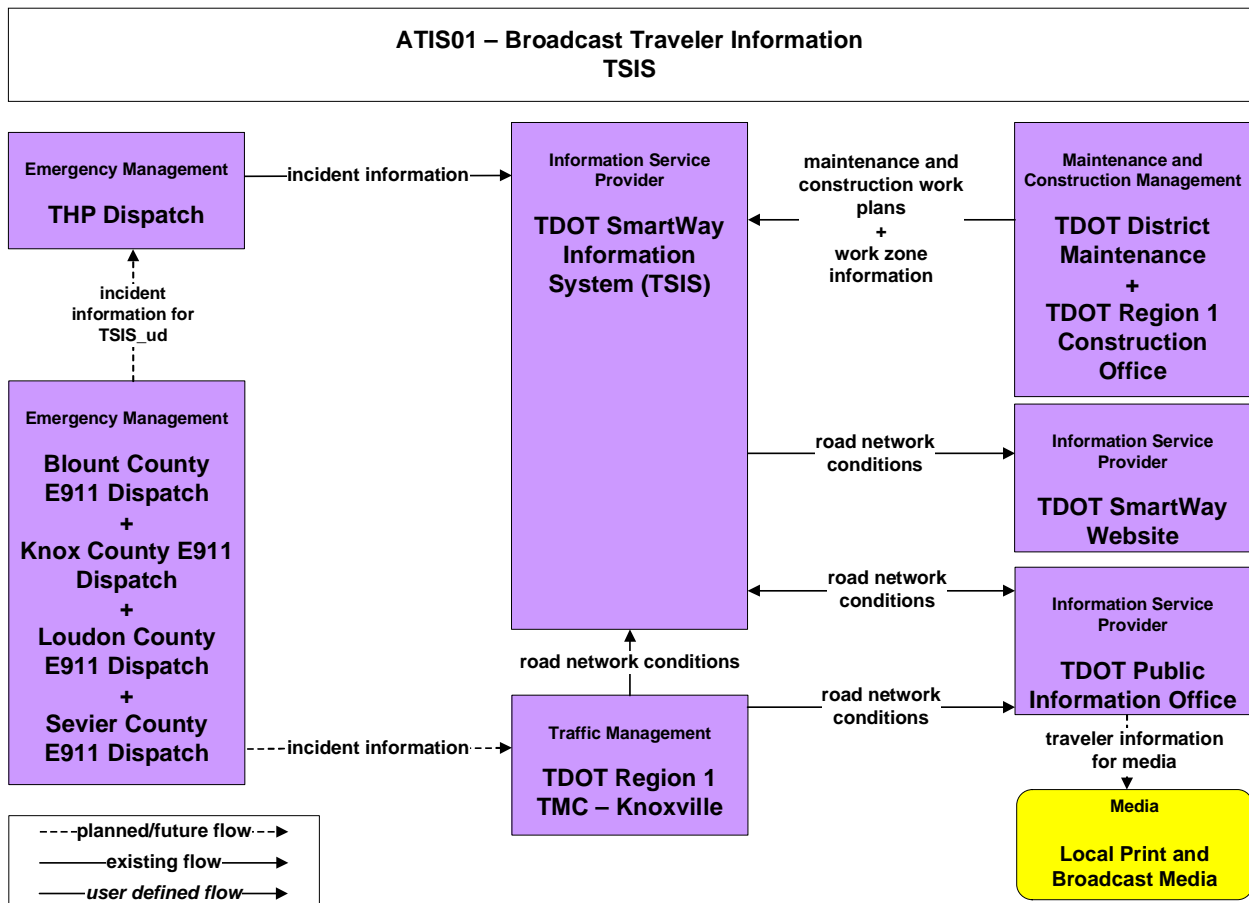 ATIS01 – Broadcast Traveler Information
TSIS
Emergency Management
THP Dispatch
incident information
Information Service
Provider
TDOT SmartWay
Information
System (TSIS)
maintenance and
construction work
plans
+
work zone
information
Maintenance and
Construction Management
TDOT District
Maintenance
+
TDOT Region 1
Construction
Office
incident
information for
TSIS_ud
Emergency Management
Blount County
E911 Dispatch
+
Knox County E911
Dispatch
+
Loudon County
E911 Dispatch
+
Sevier County
E911 Dispatch
road network
conditions
Information Service
Provider
TDOT SmartWay
Website
road network
conditions
Information Service
Provider
TDOT Public
Information Office
road network conditions
road network
conditions
incident information
Traffic Management
TDOT Region 1
TMC – Knoxville
traveler information
for media
Media
Local Print and
Broadcast Media
planned/future flow
existing flow
user defined flow